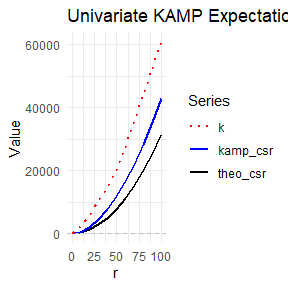 Univariate KAMP Expectatio
60000
40000
20000
0
Value
0 25 50 75 100
r
Series
k
kamp_csr
theo_csr